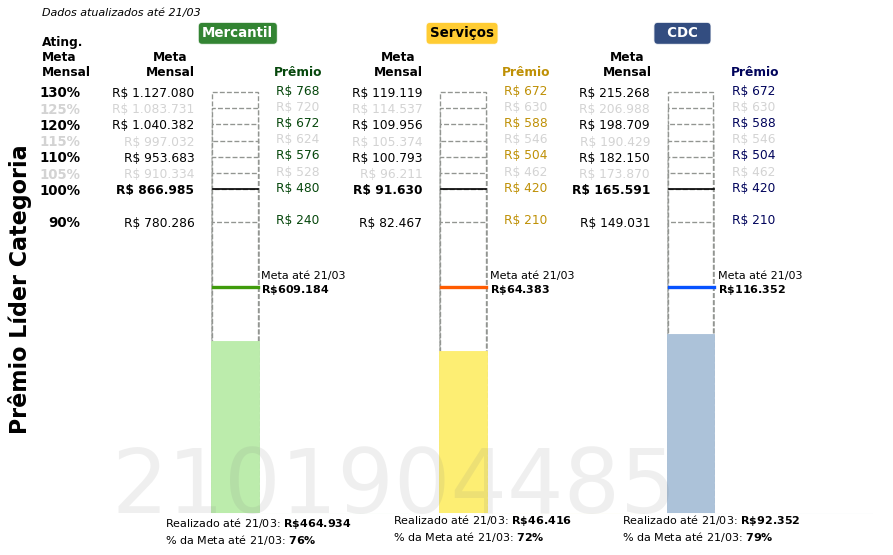 Dados atualizados até 21/03
Mercantil Serviços CDC
Ating. Meta Mensal Meta Mensal Prêmio Meta Mensal Prêmio Meta Mensal Prêmio
130% R$ 1.127.080 R$ 768 R$ 119.119 R$ 672 R$ 215.268 R$ 672
125% R$ 1.083.731 R$ 720 R$ 114.537 R$ 630 R$ 206.988 R$ 630
120% R$ 1.040.382 R$ 672 R$ 109.956 R$ 588 R$ 198.709 R$ 588
115% R$ 997.032 R$ 624 R$ 105.374 R$ 546 R$ 190.429 R$ 546
110% R$ 953.683 R$ 576 R$ 100.793 R$ 504 R$ 182.150 R$ 504
105% R$ 910.334 R$ 528 R$ 96.211 R$ 462 R$ 173.870 R$ 462
100% R$ 866.985 R$ 480 R$ 91.630 R$ 420 R$ 165.591 R$ 420
90% R$ 780.286 R$ 240 R$ 82.467 R$ 210 R$ 149.031 R$ 210
Meta até 21/03 Meta até 21/03 Meta até 21/03
R$609.184 R$64.383 R$116.352
Prêmio Líder Categoria
2101904485
Realizado até 21/03: R$464.934 Realizado até 21/03: R$46.416 Realizado até 21/03: R$92.352
% da Meta até 21/03: 76% % da Meta até 21/03: 72% % da Meta até 21/03: 79%